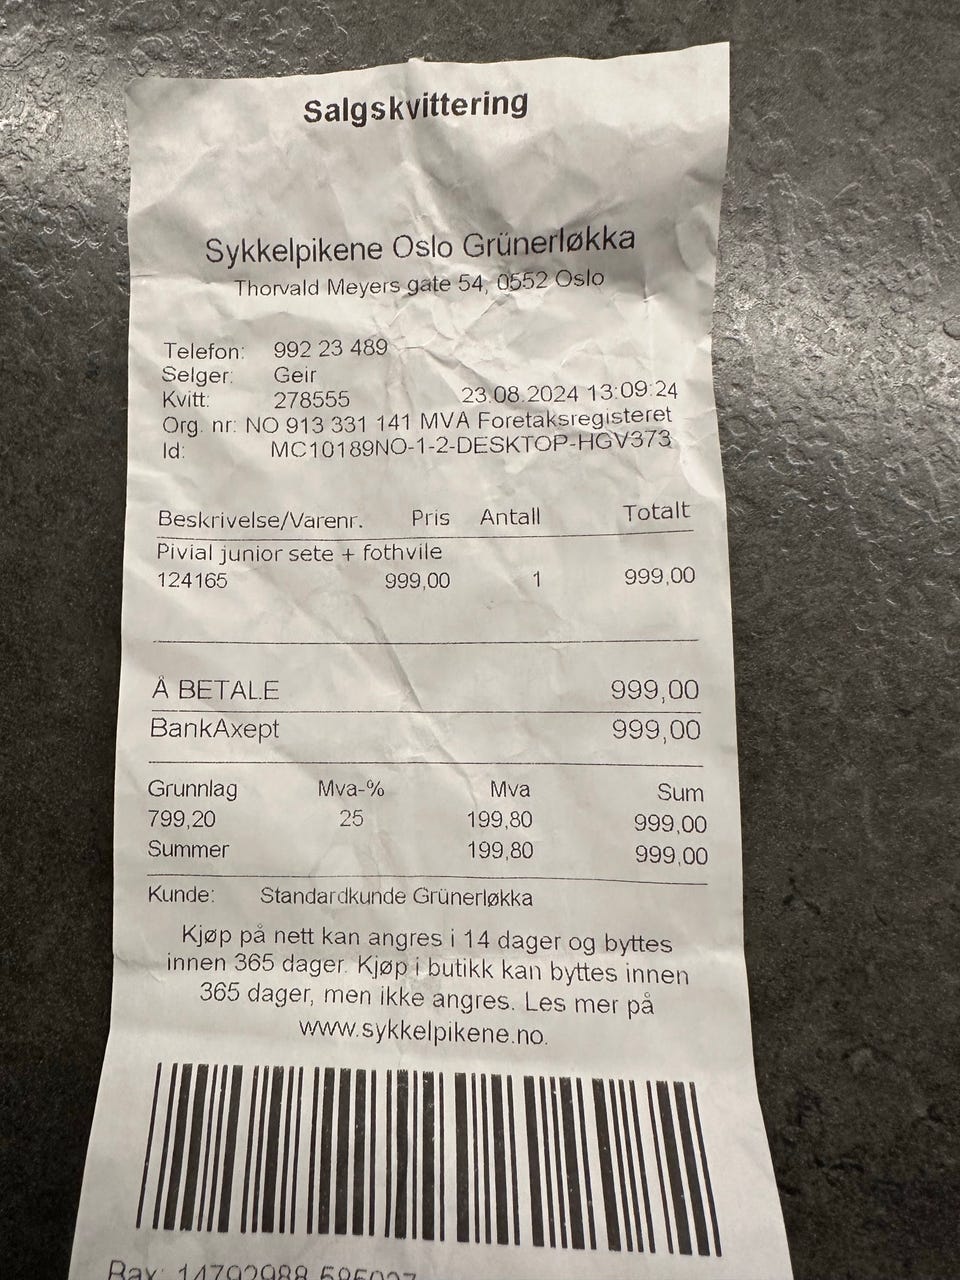 Salgskvittering
Sykkelpikene Oslo Grünerløkka
Thorvald Meyers gate 54, 0552 Oslo
Telefon: 992 23 489
Selger: Geir
Kvitt: 278555 23.08.2024 13:09:24
Org. nr: NO 913 331 141 MVA Foretaksregisteret
Id: MC10189NO-1-2-DESKTOP-HGV373
Beskrivelse/Varenr. Pris Antall Totalt
Pivial junior sete + fothvile
124165 999,00 1 999,00
Å BETALE 999,00
BankAxept 999,00
Grunnlag Mva-% Mva Sum
799,20 25 199,80 999,00
Summer 199,80 999,00
Kunde: Standardkunde Grünerløkka
Kjøp på nett kan angres i 14 dager og byttes
innen 365 dager. Kjøp i butikk kan byttes innen
365 dager, men ikke angres. Les mer på
www.sykkelpikene.no.
Bax: 14792988